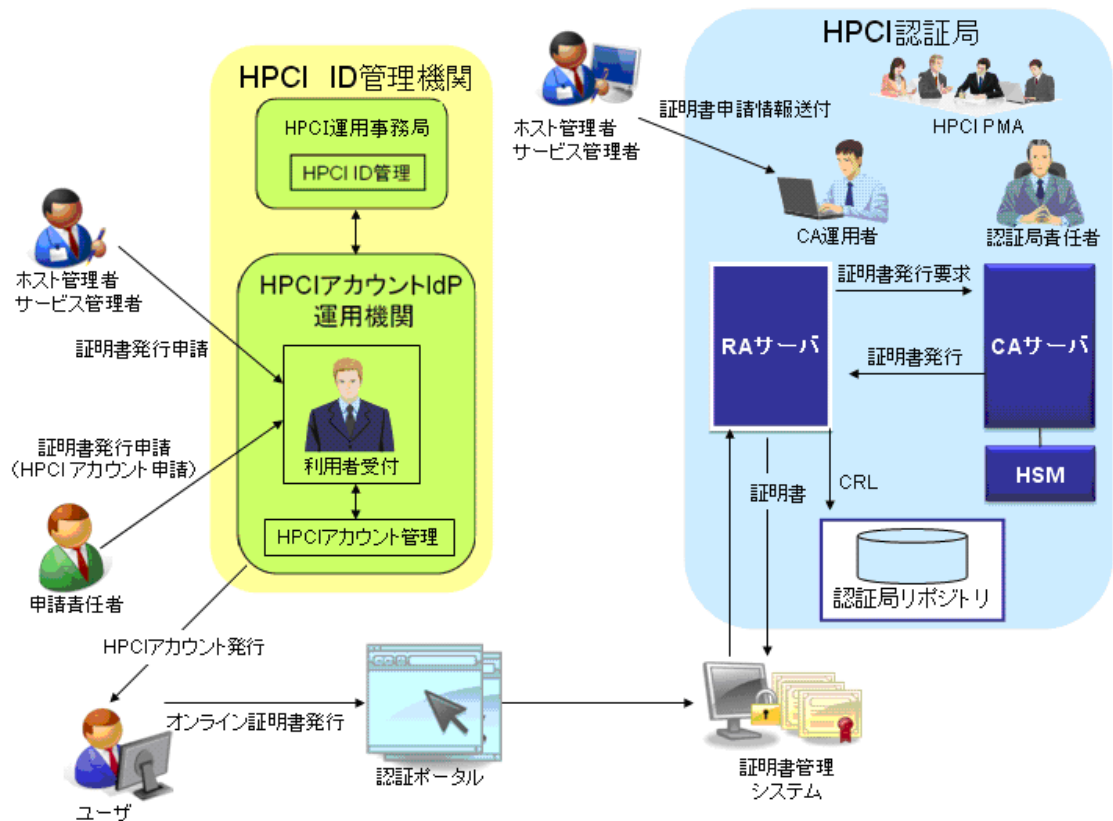 HPCI ID管理機関
HPCI運用事務局
HPCI ID管理
ホスト管理者
サービス管理者
証明書発行申請
HPCIアカウントIdP
運用機関
利用者受付
HPCIアカウント管理
証明書発行申請
(HPCIアカウント申請)
申請責任者
HPCIアカウント発行
ユーザ
オンライン証明書発行
認証ポータル
証明書管理
システム
ホスト管理者
サービス管理者
証明書申請情報送付
HPCI認証局
HPCI PMA
CA運用者
認証局責任者
RAサーバ
証明書発行要求
証明書発行
CAサーバ
HSM
証明書
CRL
認証局リポジトリ